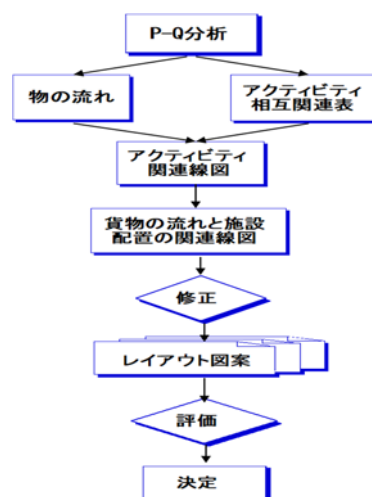 P-Q分析
物の流れ
アクティビティ
相互関連表
アクティビティ
関連線図
貨物の流れと施設
配置の関連線図
修正
レイアウト図案
評価
決定